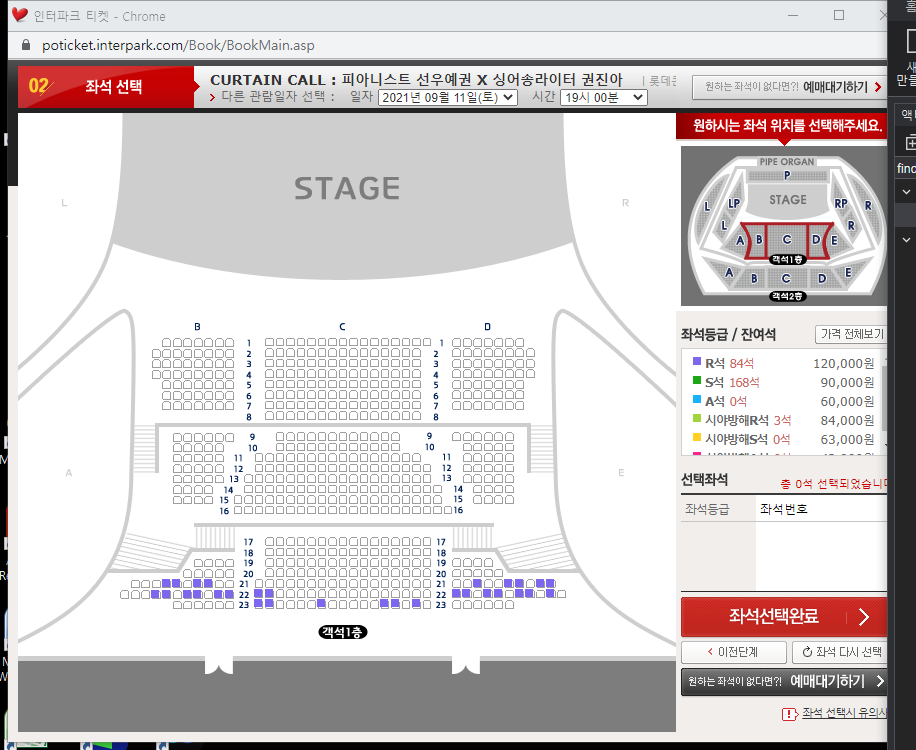 인터파크 티켓 - Chrome
poticket.interpark.com/Book/BookMain.asp
02 좌석 선택
CURTAIN CALL : 피아니스트 선우예권 X 싱어송라이터 권진아 | 롯데
다른 관람일자 선택 : 일자 2021년 09월 11일(토) 시간 19시 00분
원하는 좌석이 없다면?! 예매대기하기
원하시는 좌석 위치를 선택해주세요.
STAGE
L
R
PIPE ORGAN
P
L LP STAGE RP R
L R
A B C D E
객석1층
A B C D E
객석2층
B C D
1 1
2 2
3 3
4 4
5 5
6 6
7 7
8 8
9 9
10 10
11 11
12 12
13 13
14 14
15 15
16 16
17 17
18 18
19 19
20 20
21 21
22 22
23 23
A
E
객석1층
좌석등급 / 잔여석 가격 전체보기
R석 84석 120,000원
S석 168석 90,000원
A석 0석 60,000원
시야방해R석 3석 84,000원
시야방해S석 0석 63,000원
선택좌석 총 0석 선택되었습니
좌석등급 좌석번호
좌석선택완료
이전단계 좌석 다시 선택
원하는 좌석이 없다면?! 예매대기하기
좌석 선택시 유의사
홈
새
만들
find